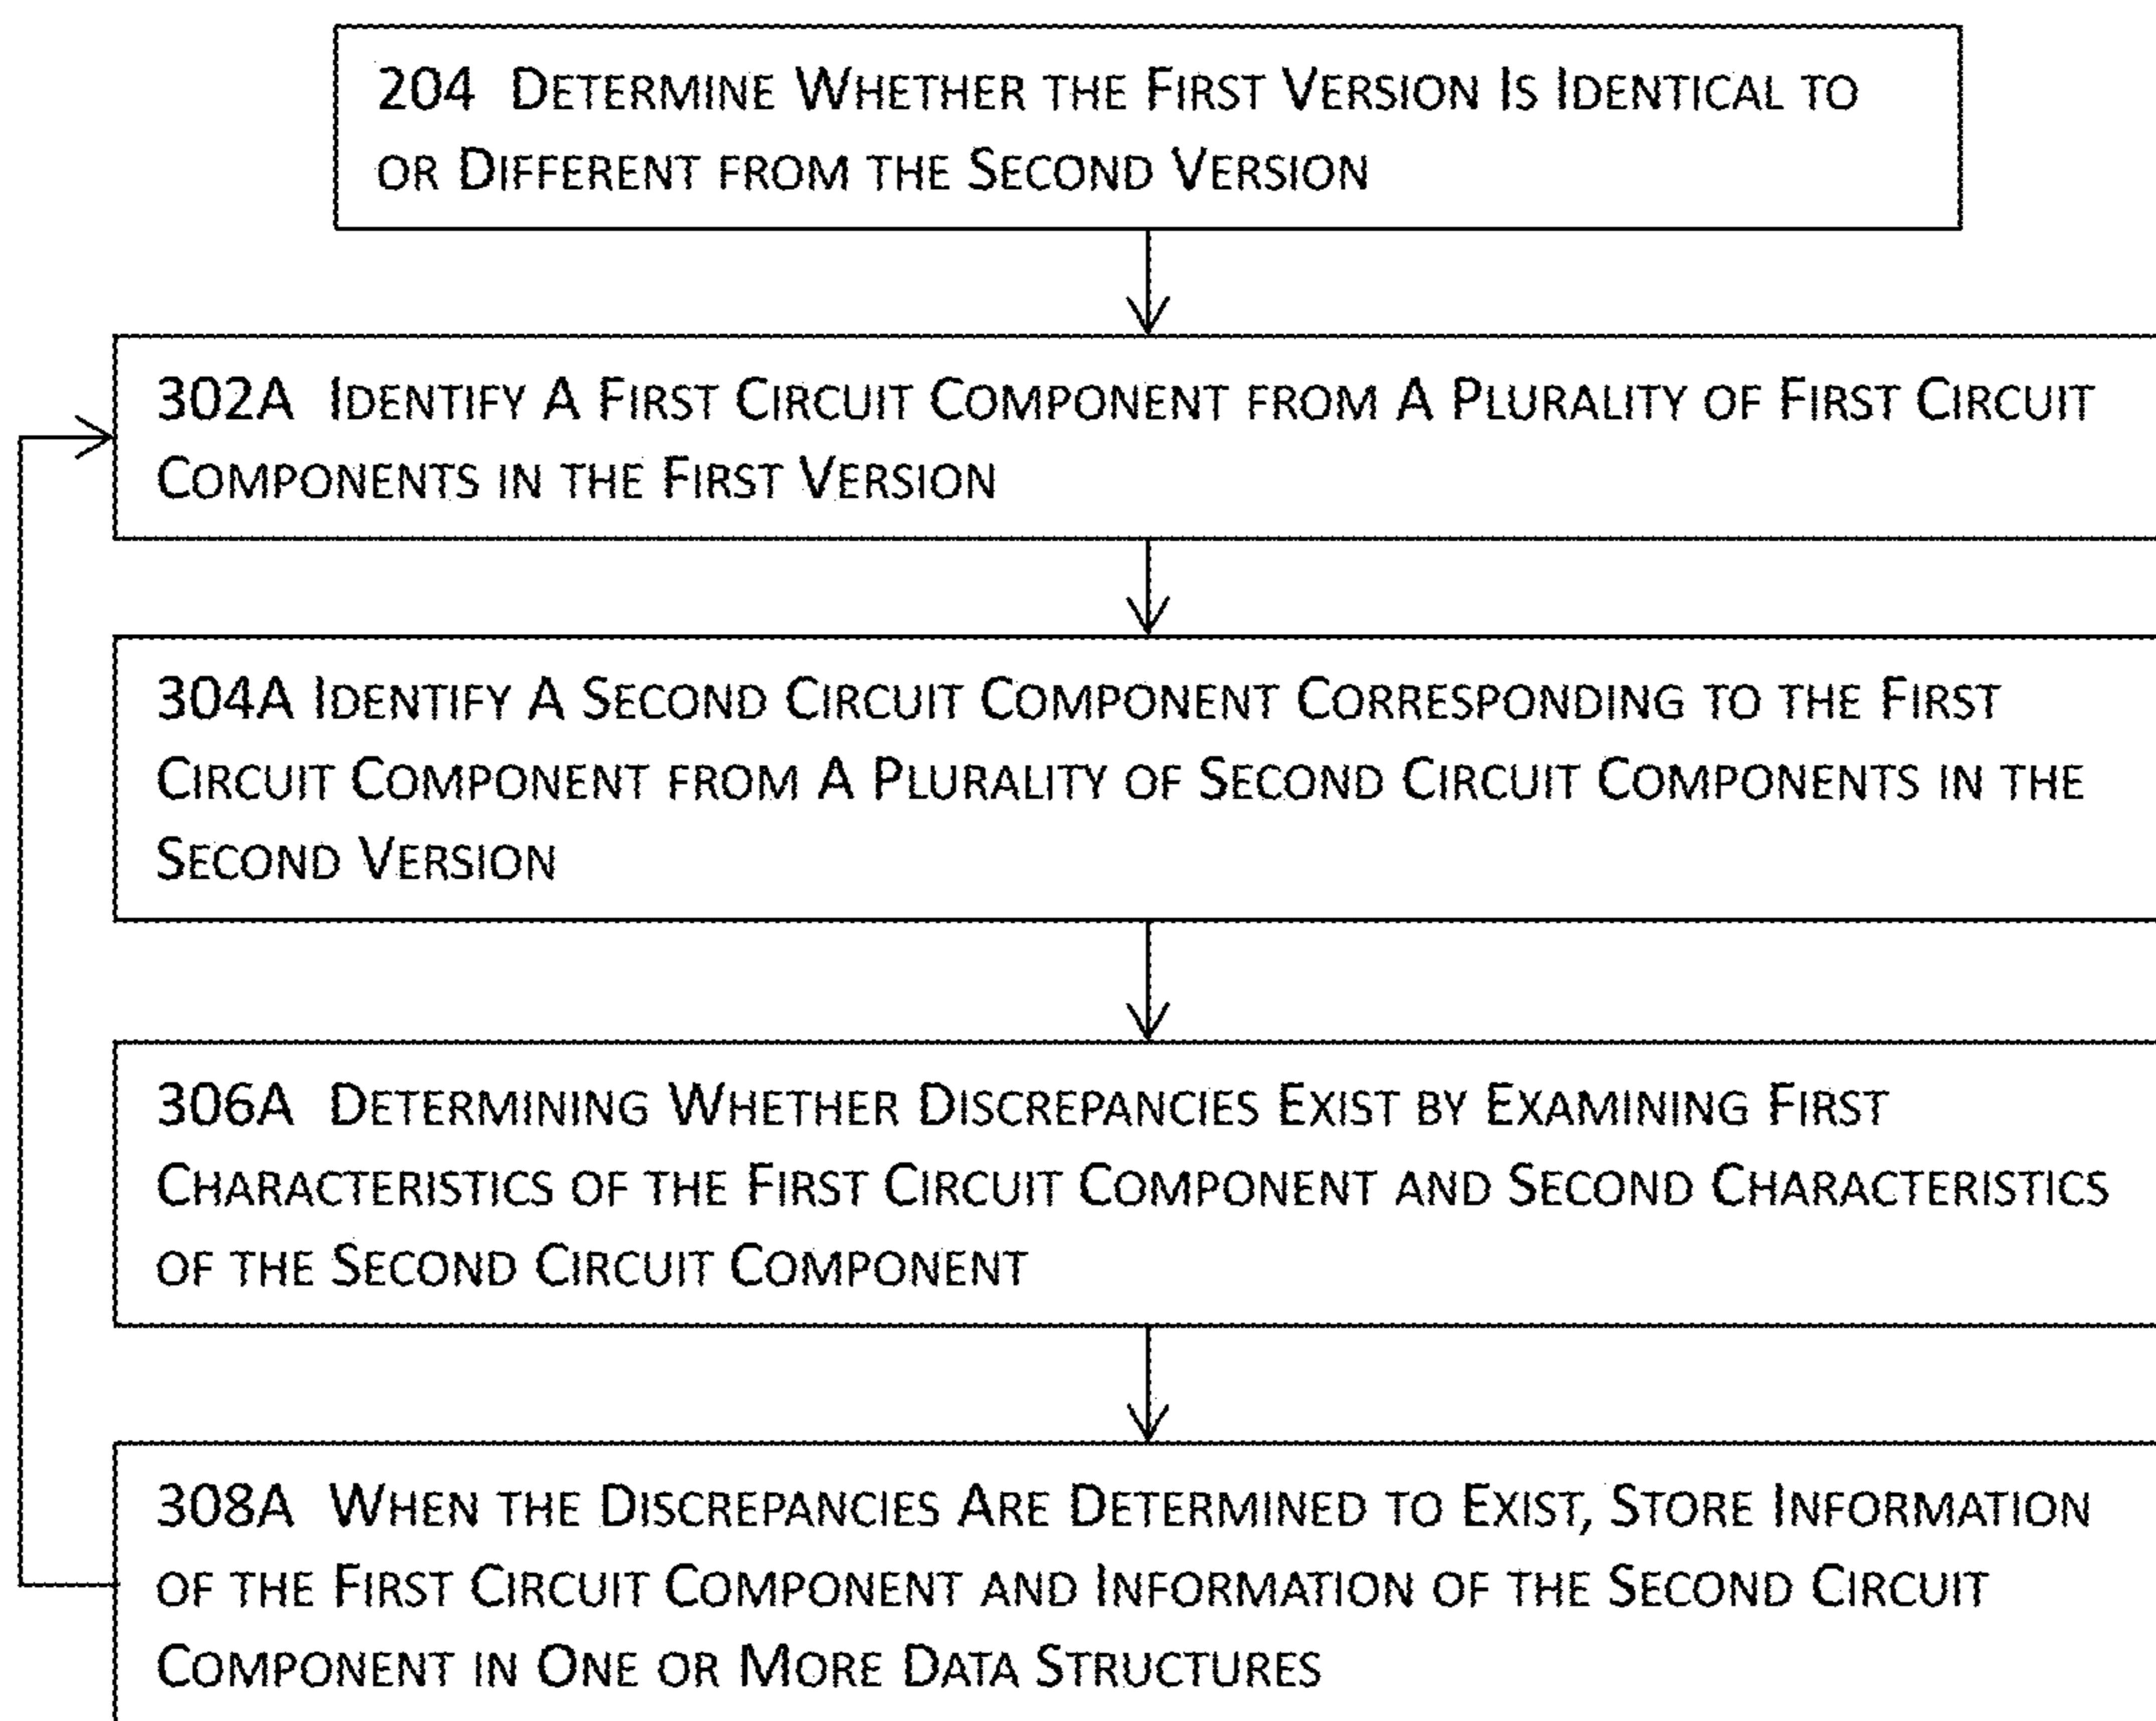 204 Determine Whether the First Version Is Identical to
or Different from the Second Version
302A Identify A First Circuit Component from A Plurality of First Circuit
Components in the First Version
304A Identify A Second Circuit Component Corresponding to the First
Circuit Component from A Plurality of Second Circuit Components in the
Second Version
306A Determining Whether Discrepancies Exist by Examining First
Characteristics of the First Circuit Component and Second Characteristics
of the Second Circuit Component
308A When the Discrepancies Are Determined to Exist, Store Information
of the First Circuit Component and Information of the Second Circuit
Component in One or More Data Structures